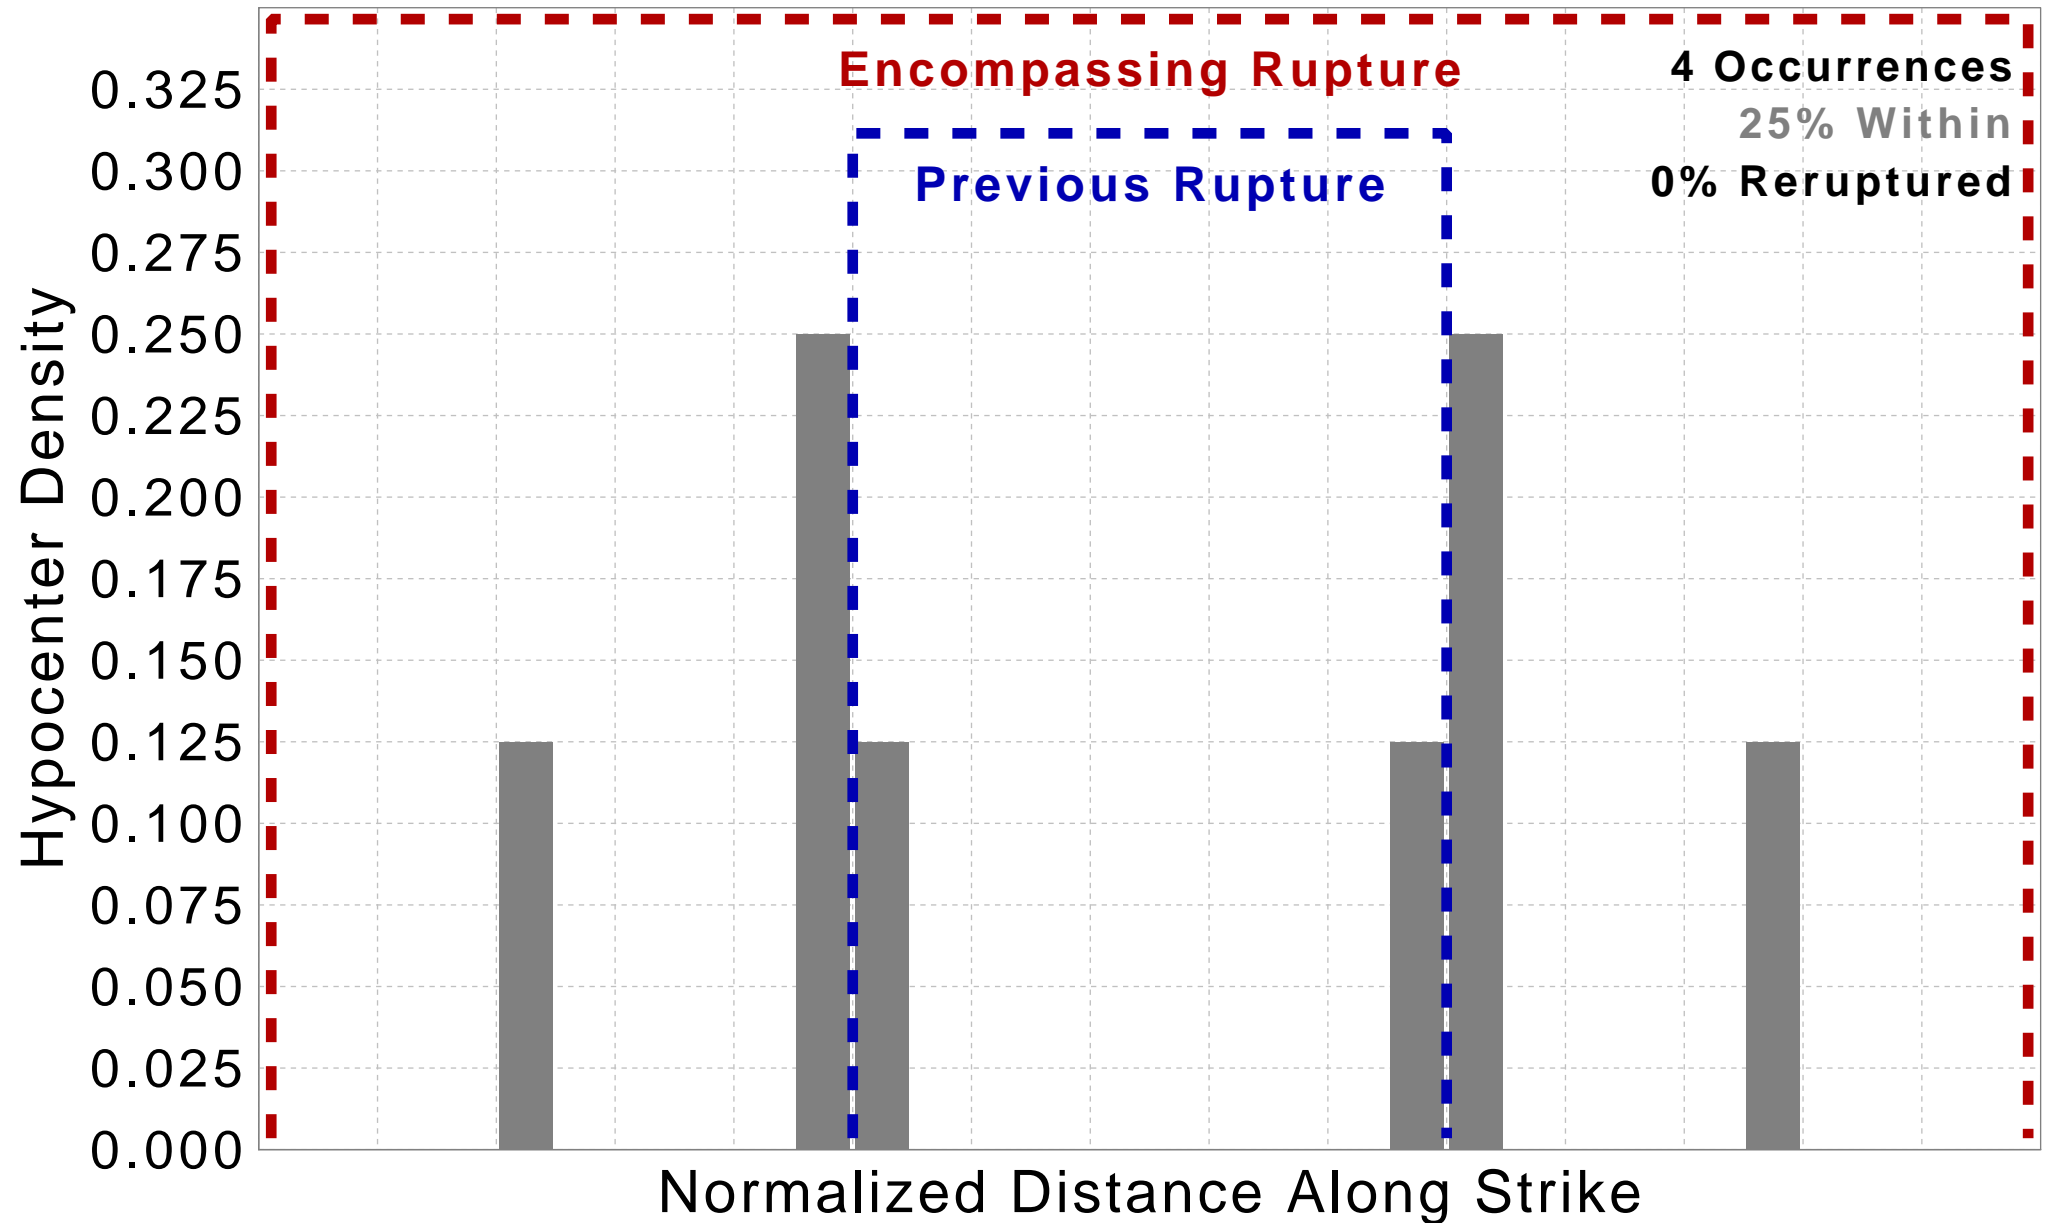 Encompassing Rupture
4 Occurrences
25% Within
0% Reruptured
Previous Rupture
0.325
0.300
0.275
0.250
0.225
0.200
0.175
0.150
0.125
0.100
0.075
0.050
0.025
0.000
Hypocenter Density
Normalized Distance Along Strike